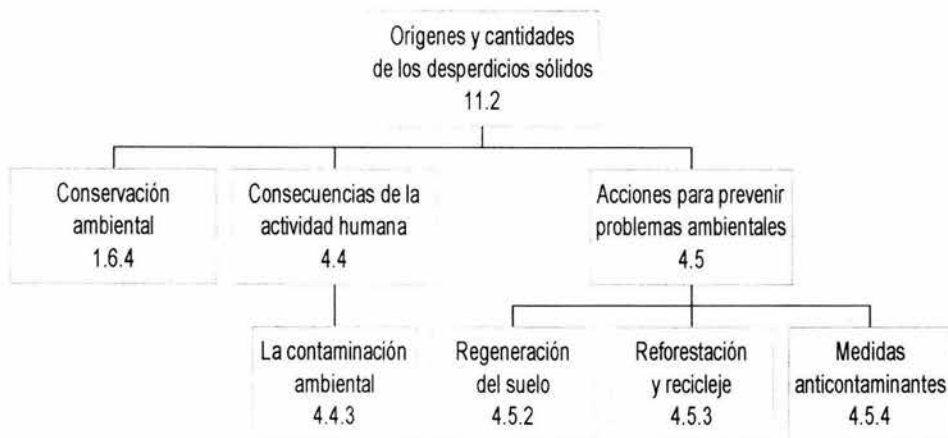 Orígenes y cantidades
de los desperdicios sólidos
11.2
Conservación
ambiental
1.6.4
Consecuencias de la
actividad humana
4.4
Acciones para prevenir
problemas ambientales
4.5
La contaminación
ambiental
4.4.3
Regeneración
del suelo
4.5.2
Reforestación
y recicleje
4.5.3
Medidas
anticontaminantes
4.5.4